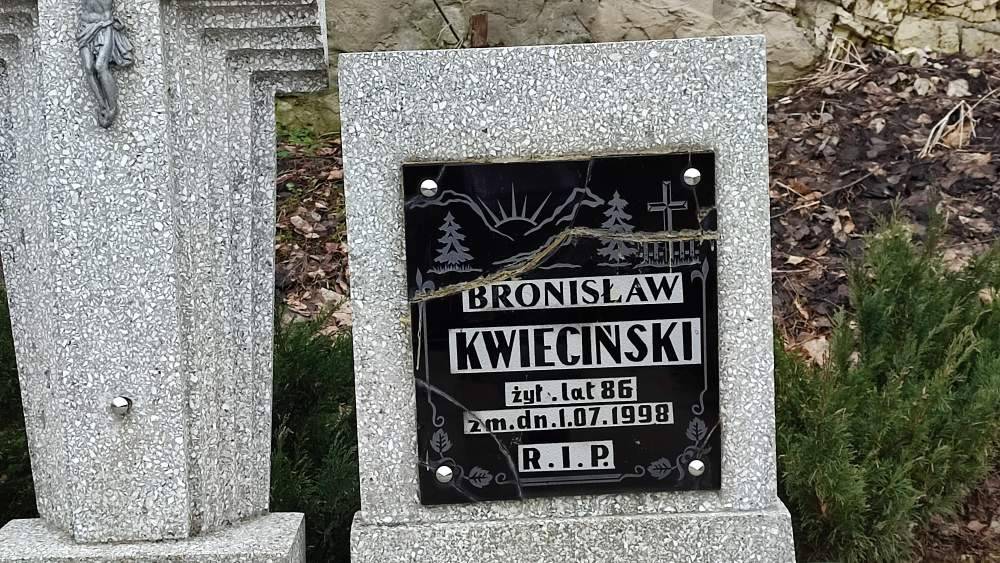 BRONISŁAW
KWIECIŃSKI
żył.lat 86
zm.dn.1.07.1998
R.I.P.